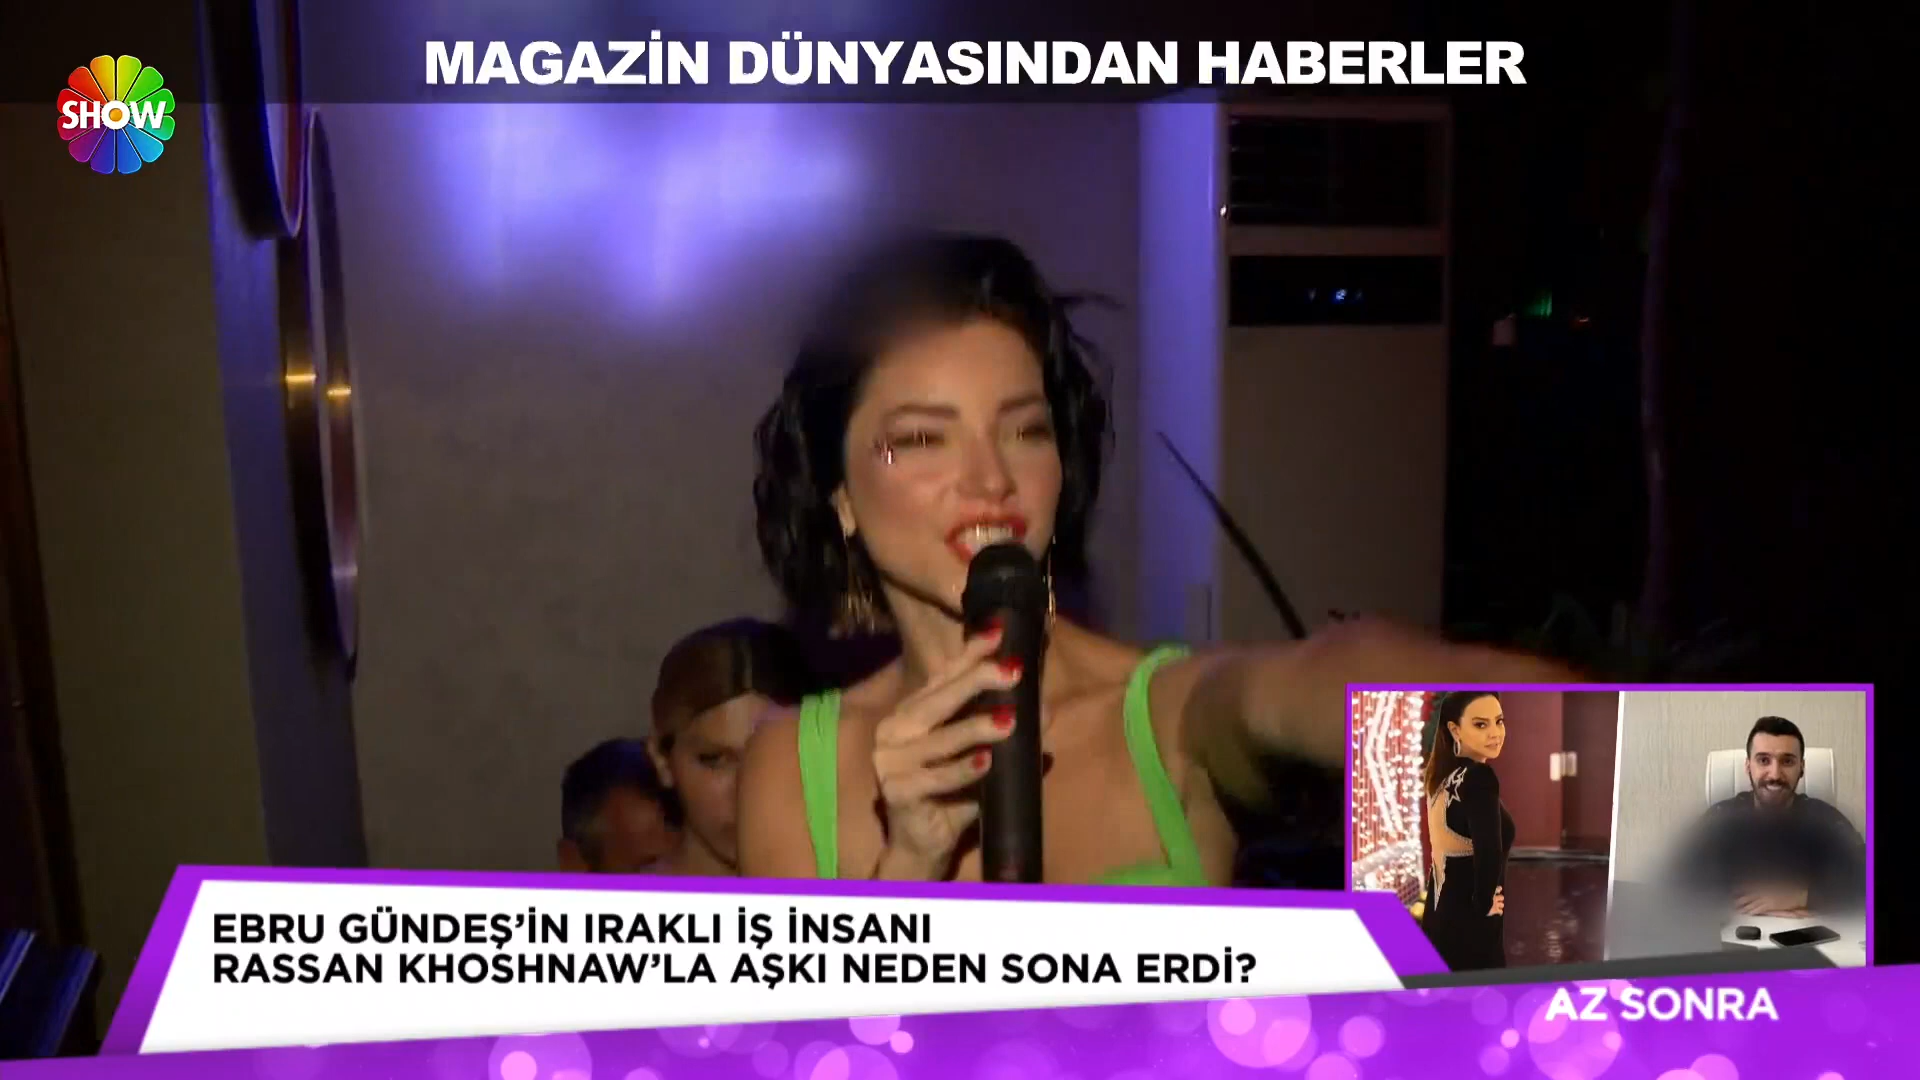 MAGAZİN DÜNYASINDAN HABERLER
SHOW
EBRU GÜNDEŞ’İN IRAKLI İŞ İNSANI
RASSAN KHOSHNAW’LA AŞKI NEDEN SONA ERDİ?
AZ SONRA